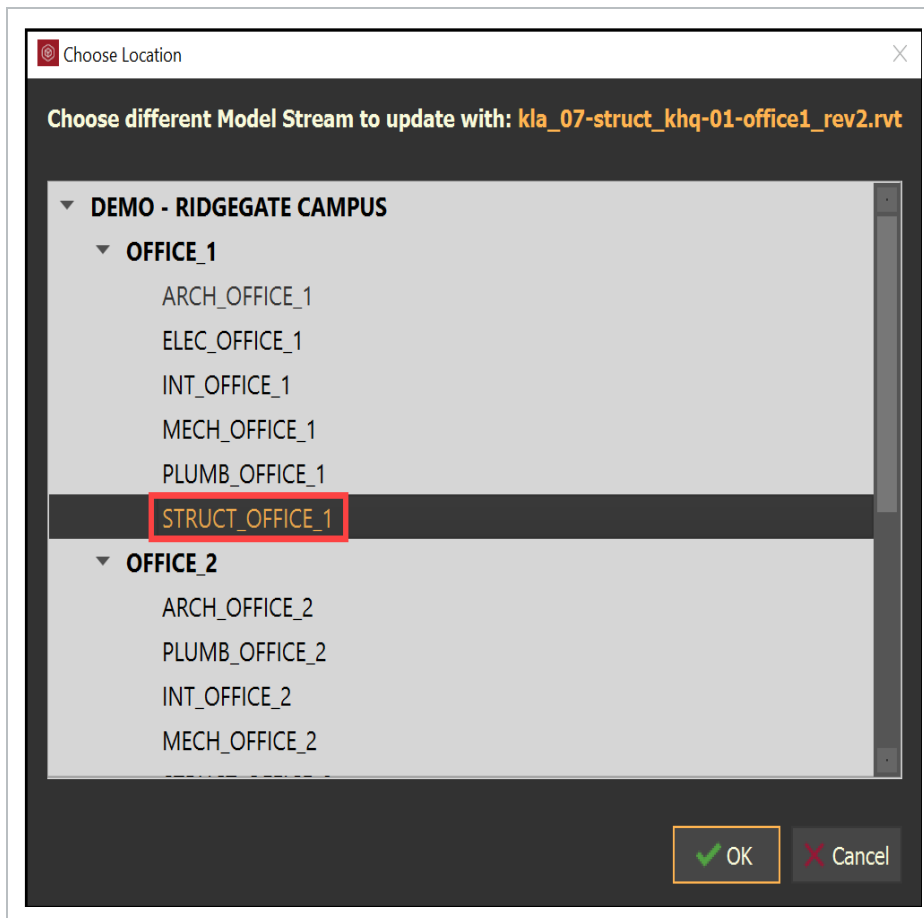 Choose Location
Choose different Model Stream to update with: kla_07-struct_khq-01-office1_rev2.rvt
DEMO - RIDGEGATE CAMPUS
OFFICE_1
ARCH_OFFICE_1
ELEC_OFFICE_1
INT_OFFICE_1
MECH_OFFICE_1
PLUMB_OFFICE_1
STRUCT_OFFICE_1
OFFICE_2
ARCH_OFFICE_2
PLUMB_OFFICE_2
INT_OFFICE_2
MECH_OFFICE_2
OK
Cancel